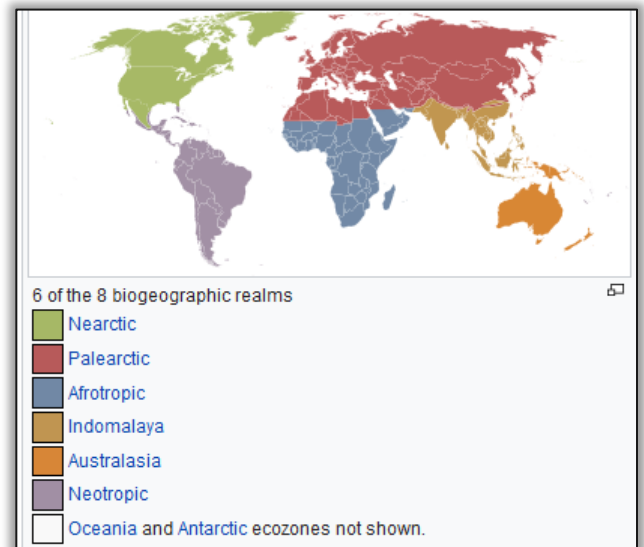 6 of the 8 biogeographic realms
Nearctic
Palearctic
Afrotropic
Indomalaya
Australasia
Neotropic
Oceania and Antarctic ecozones not shown.